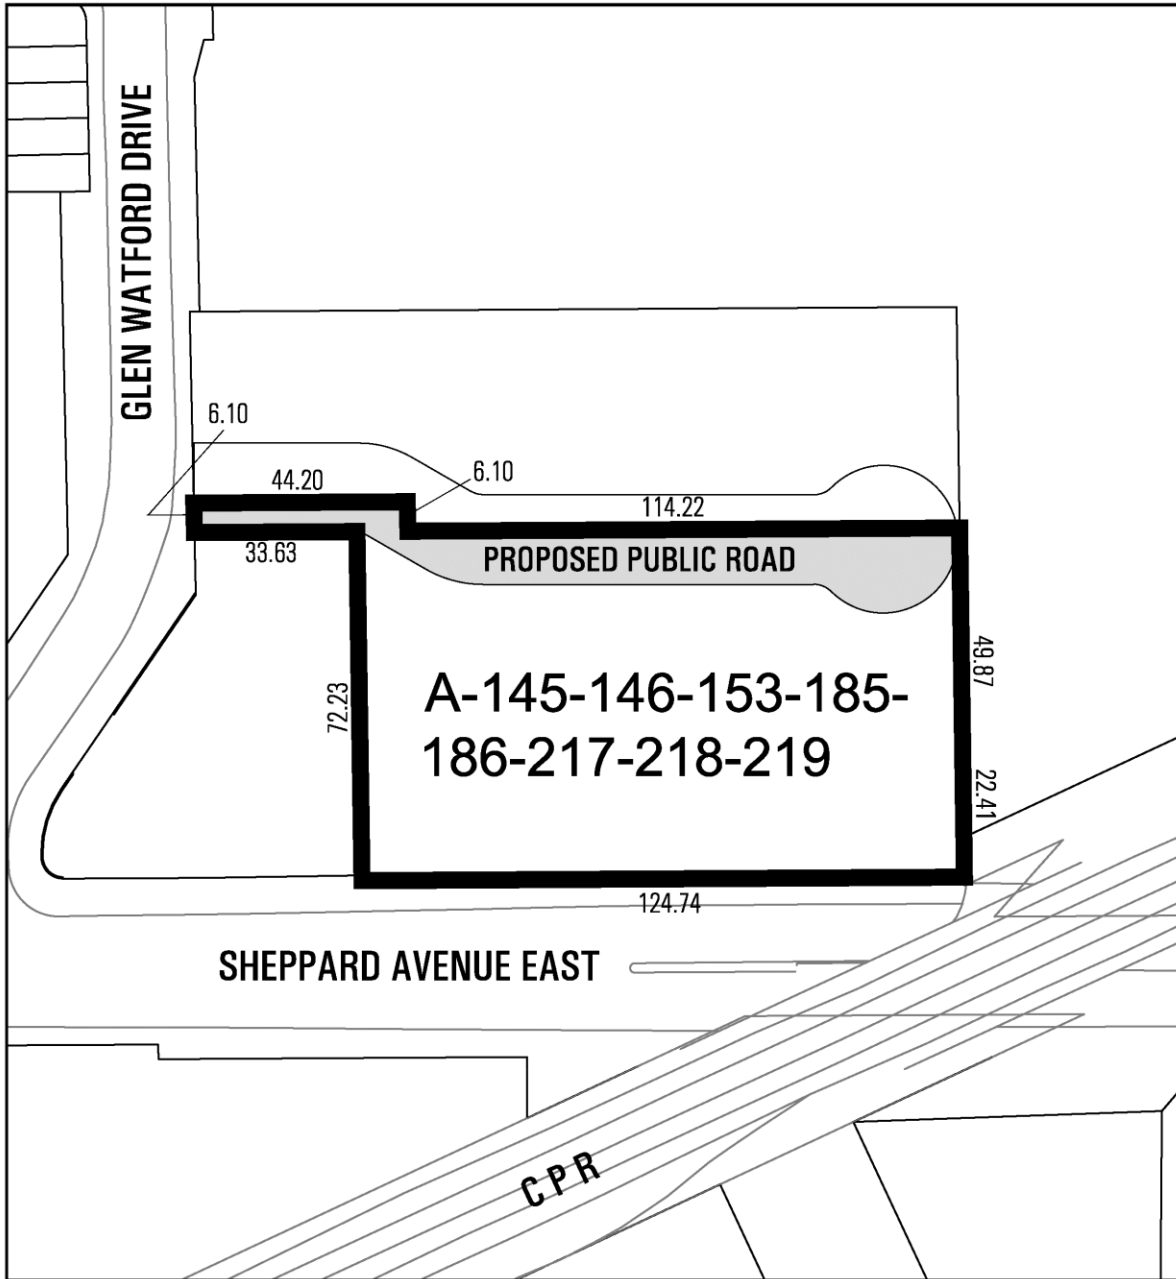 GLEN WATFORD DRIVE
6.10
44.20
6.10
114.22
33.63
PROPOSED PUBLIC ROAD
49.87
72.23
A-145-146-153-185-
186-217-218-219
22.41
124.74
SHEPPARD AVENUE EAST
CPR